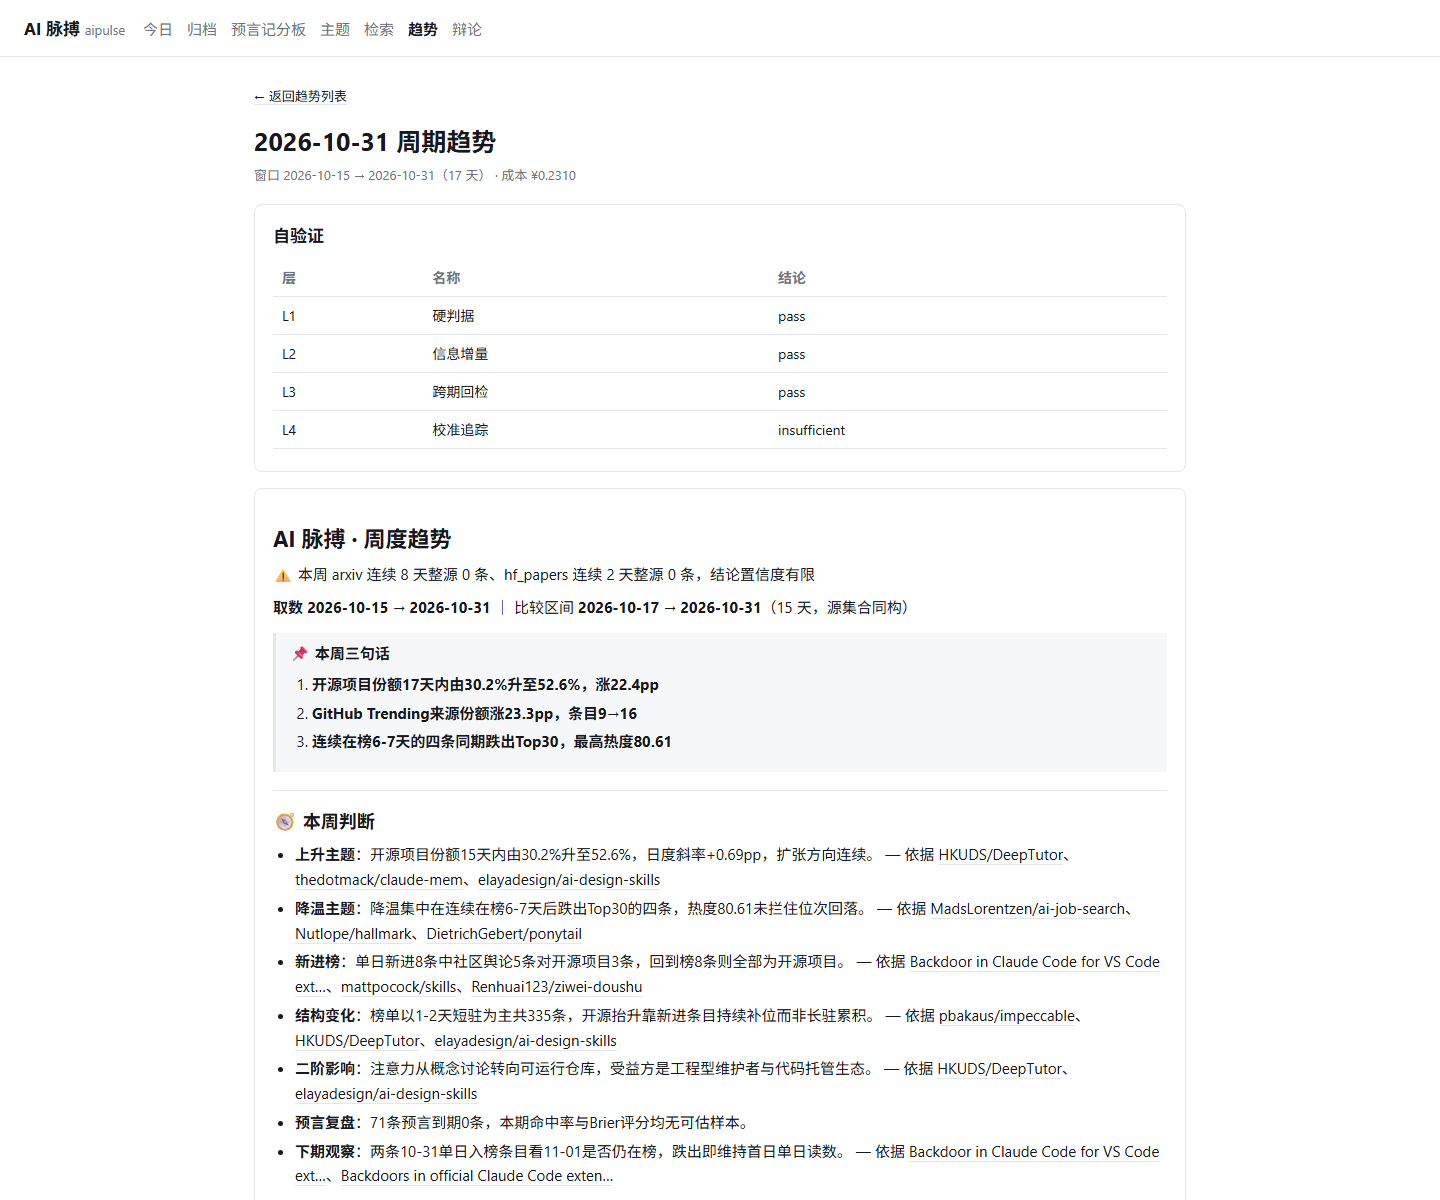 AI 脉搏 aipulse 今日 归档 预言记分板 主题 检索 趋势 辩论
← 返回趋势列表
2026-10-31 周期趋势
窗口 2026-10-15 → 2026-10-31（17 天） · 成本 ¥0.2310
自验证
层 名称 结论
L1 硬判据 pass
L2 信息增量 pass
L3 跨期回检 pass
L4 校准追踪 insufficient
AI 脉搏 · 周度趋势
⚠️ 本周 arxiv 连续 8 天整源 0 条、hf_papers 连续 2 天整源 0 条，结论置信度有限
取数 2026-10-15 → 2026-10-31 ｜ 比较区间 2026-10-17 → 2026-10-31（15 天，源集合同构）
📌 本周三句话
1. 开源项目份额17天内由30.2%升至52.6%，涨22.4pp
2. GitHub Trending来源份额涨23.3pp，条目9→16
3. 连续在榜6-7天的四条同期跌出Top30，最高热度80.61
🧭 本周判断
• 上升主题：开源项目份额15天内由30.2%升至52.6%，日度斜率+0.69pp，扩张方向连续。 — 依据 HKUDS/DeepTutor、
thedotmack/claude-mem、elayadesign/ai-design-skills
• 降温主题：降温集中在连续在榜6-7天后跌出Top30的四条，热度80.61未拦住位次回落。 — 依据 MadsLorentzen/ai-job-search、
Nutlope/hallmark、DietrichGebert/ponytail
• 新进榜：单日新进8条中社区舆论5条对开源项目3条，回到榜8条则全部为开源项目。 — 依据 Backdoor in Claude Code for VS Code
ext…、mattpocock/skills、Renhuai123/ziwei-doushu
• 结构变化：榜单以1-2天短驻为主共335条，开源抬升靠新进条目持续补位而非长驻累积。 — 依据 pbakaus/impeccable、
HKUDS/DeepTutor、elayadesign/ai-design-skills
• 二阶影响：注意力从概念讨论转向可运行仓库，受益方是工程型维护者与代码托管生态。 — 依据 HKUDS/DeepTutor、
elayadesign/ai-design-skills
• 预言复盘：71条预言到期0条，本期命中率与Brier评分均无可估样本。
• 下期观察：两条10-31单日入榜条目看11-01是否仍在榜，跌出即维持首日单日读数。 — 依据 Backdoor in Claude Code for VS Code
ext…、Backdoors in official Claude Code exten…